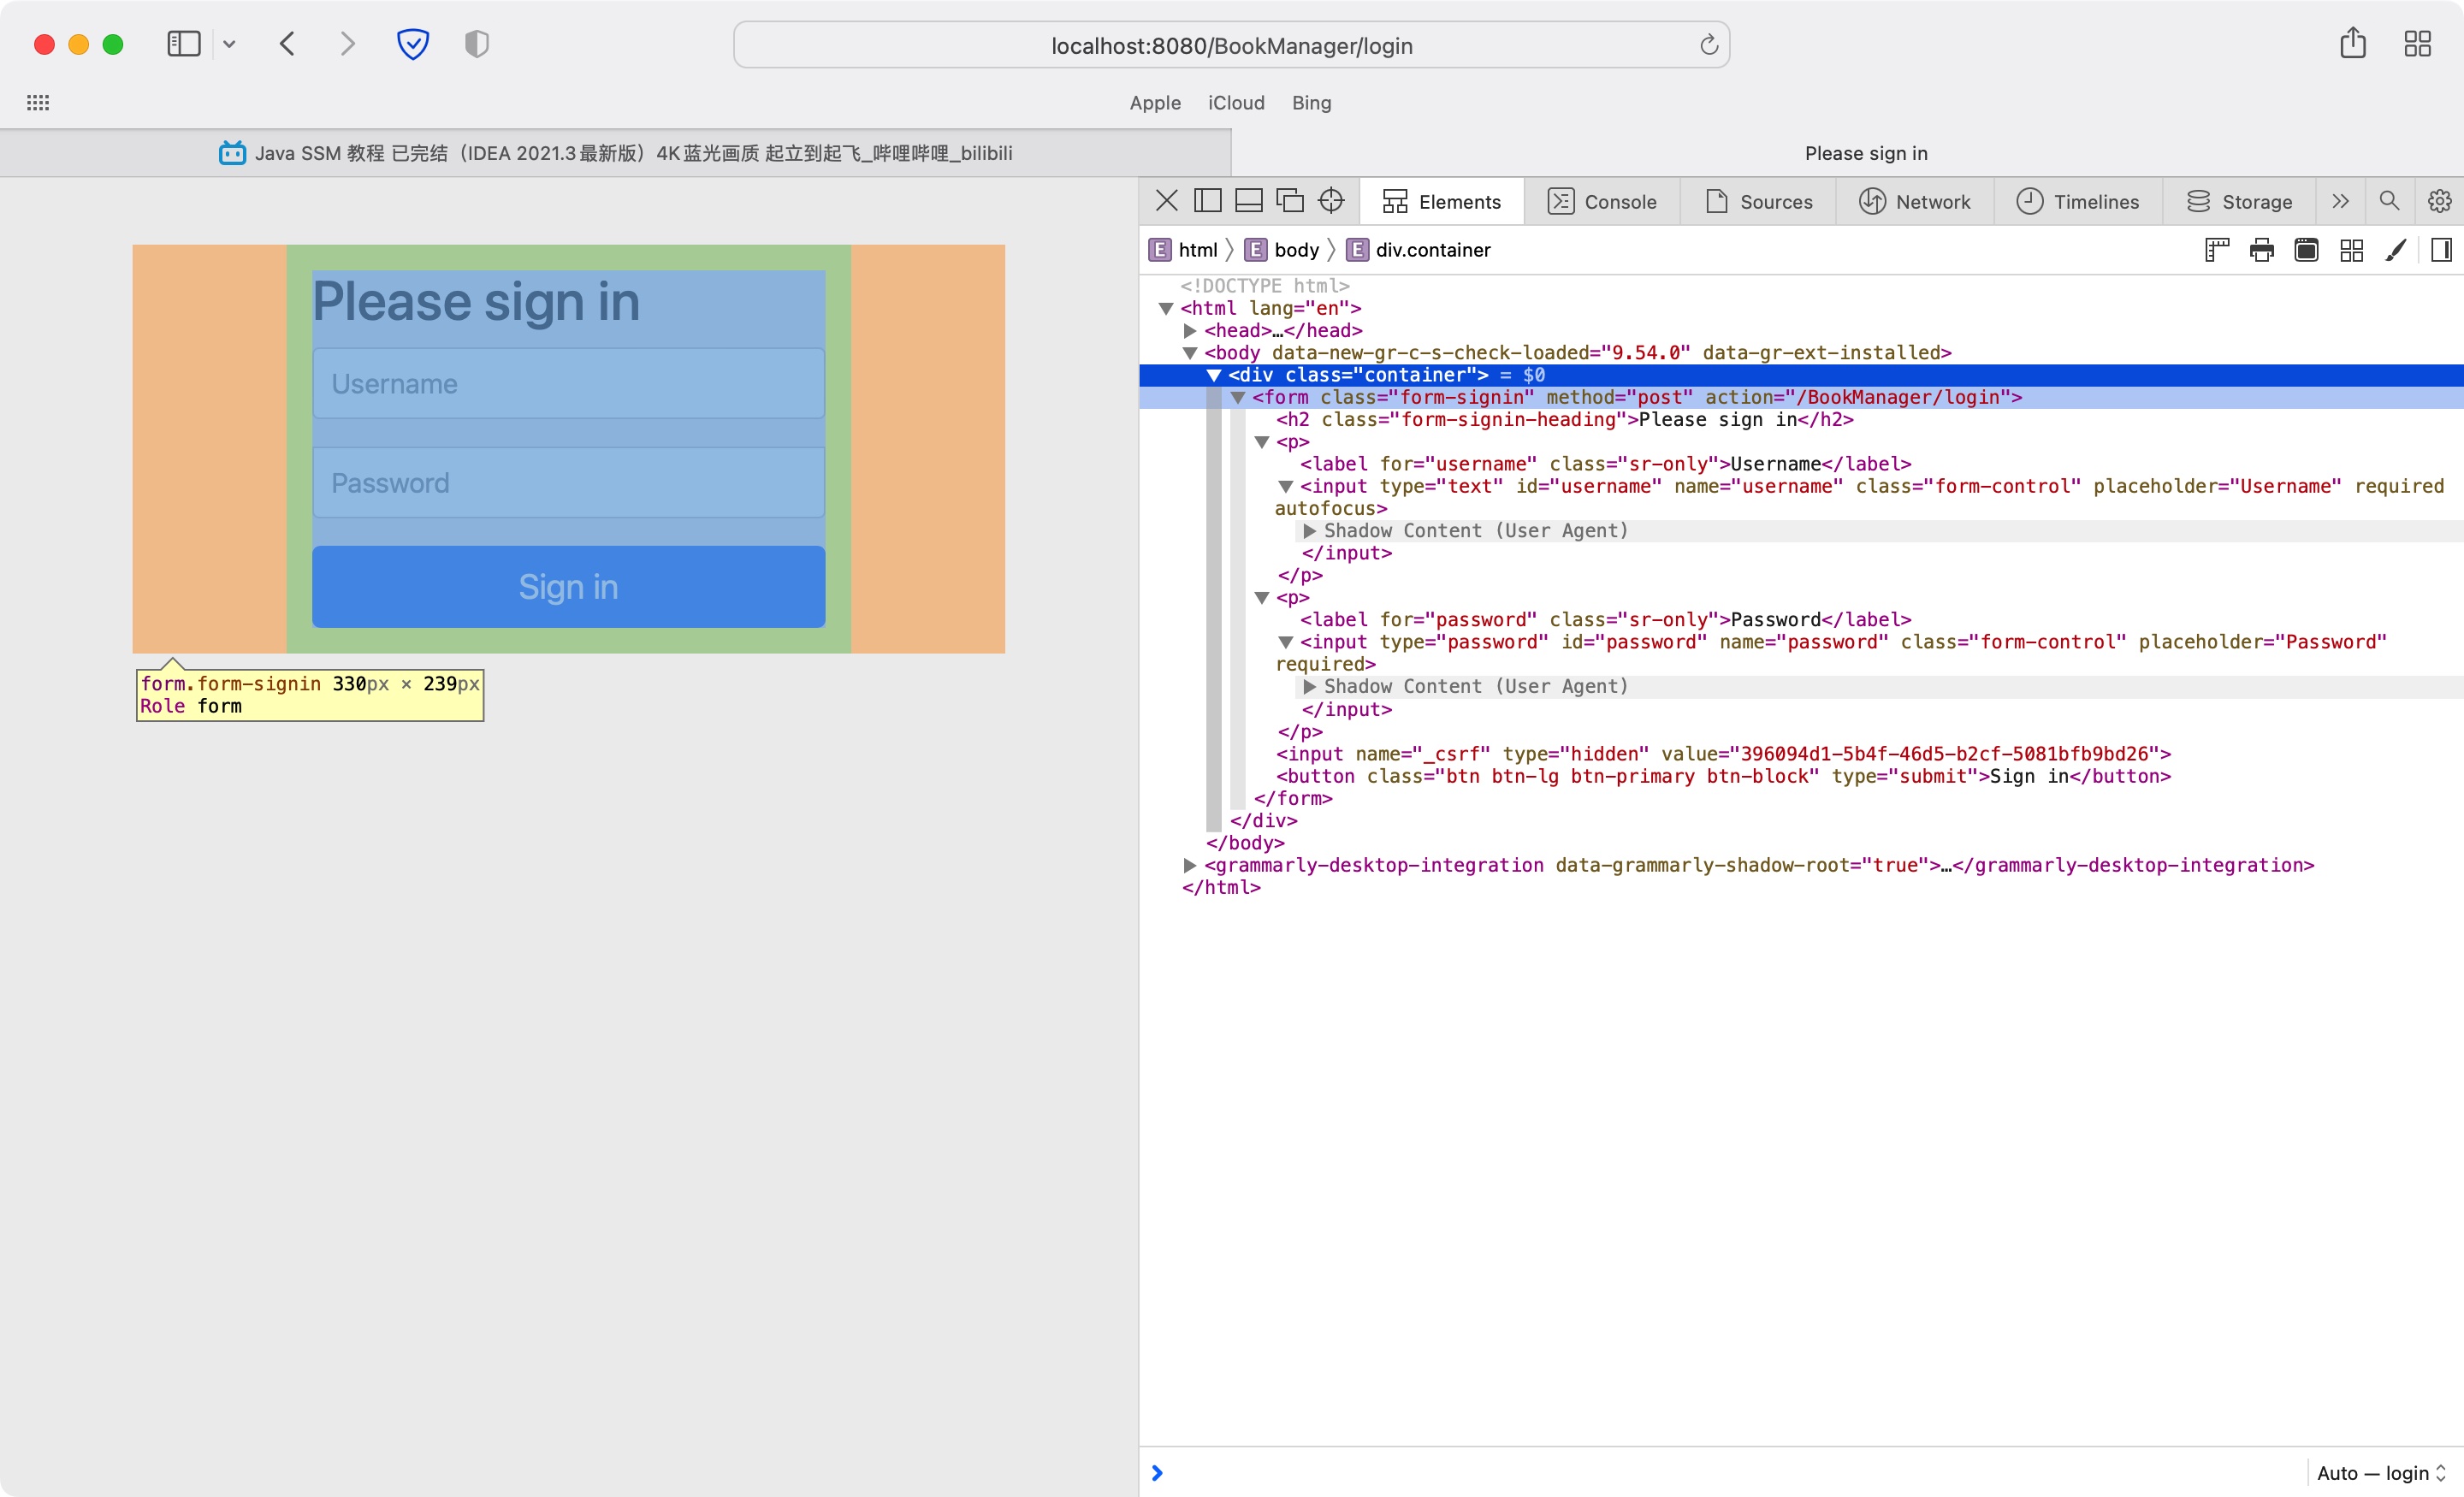 localhost:8080/BookManager/login
Apple iCloud Bing
Java SSM 教程 已完结（IDEA 2021.3最新版）4K蓝光画质 起立到起飞_哔哩哔哩_bilibili
Please sign in
Please sign in
Username
Password
Sign in
form.form-signin 330px × 239px
Role form
Elements Console Sources Network Timelines Storage
E html E body E div.container
<!DOCTYPE html>
<html lang="en">
<head>…</head>
<body data-new-gr-c-s-check-loaded="9.54.0" data-gr-ext-installed>
<div class="container"> = $0
<form class="form-signin" method="post" action="/BookManager/login">
<h2 class="form-signin-heading">Please sign in</h2>
<p>
<label for="username" class="sr-only">Username</label>
<input type="text" id="username" name="username" class="form-control" placeholder="Username" required
autofocus>
Shadow Content (User Agent)
</input>
</p>
<p>
<label for="password" class="sr-only">Password</label>
<input type="password" id="password" name="password" class="form-control" placeholder="Password"
required>
Shadow Content (User Agent)
</input>
</p>
<input name="_csrf" type="hidden" value="396094d1-5b4f-46d5-b2cf-5081bfb9bd26">
<button class="btn btn-lg btn-primary btn-block" type="submit">Sign in</button>
</form>
</div>
</body>
<grammarly-desktop-integration data-grammarly-shadow-root="true">…</grammarly-desktop-integration>
</html>
Auto — login